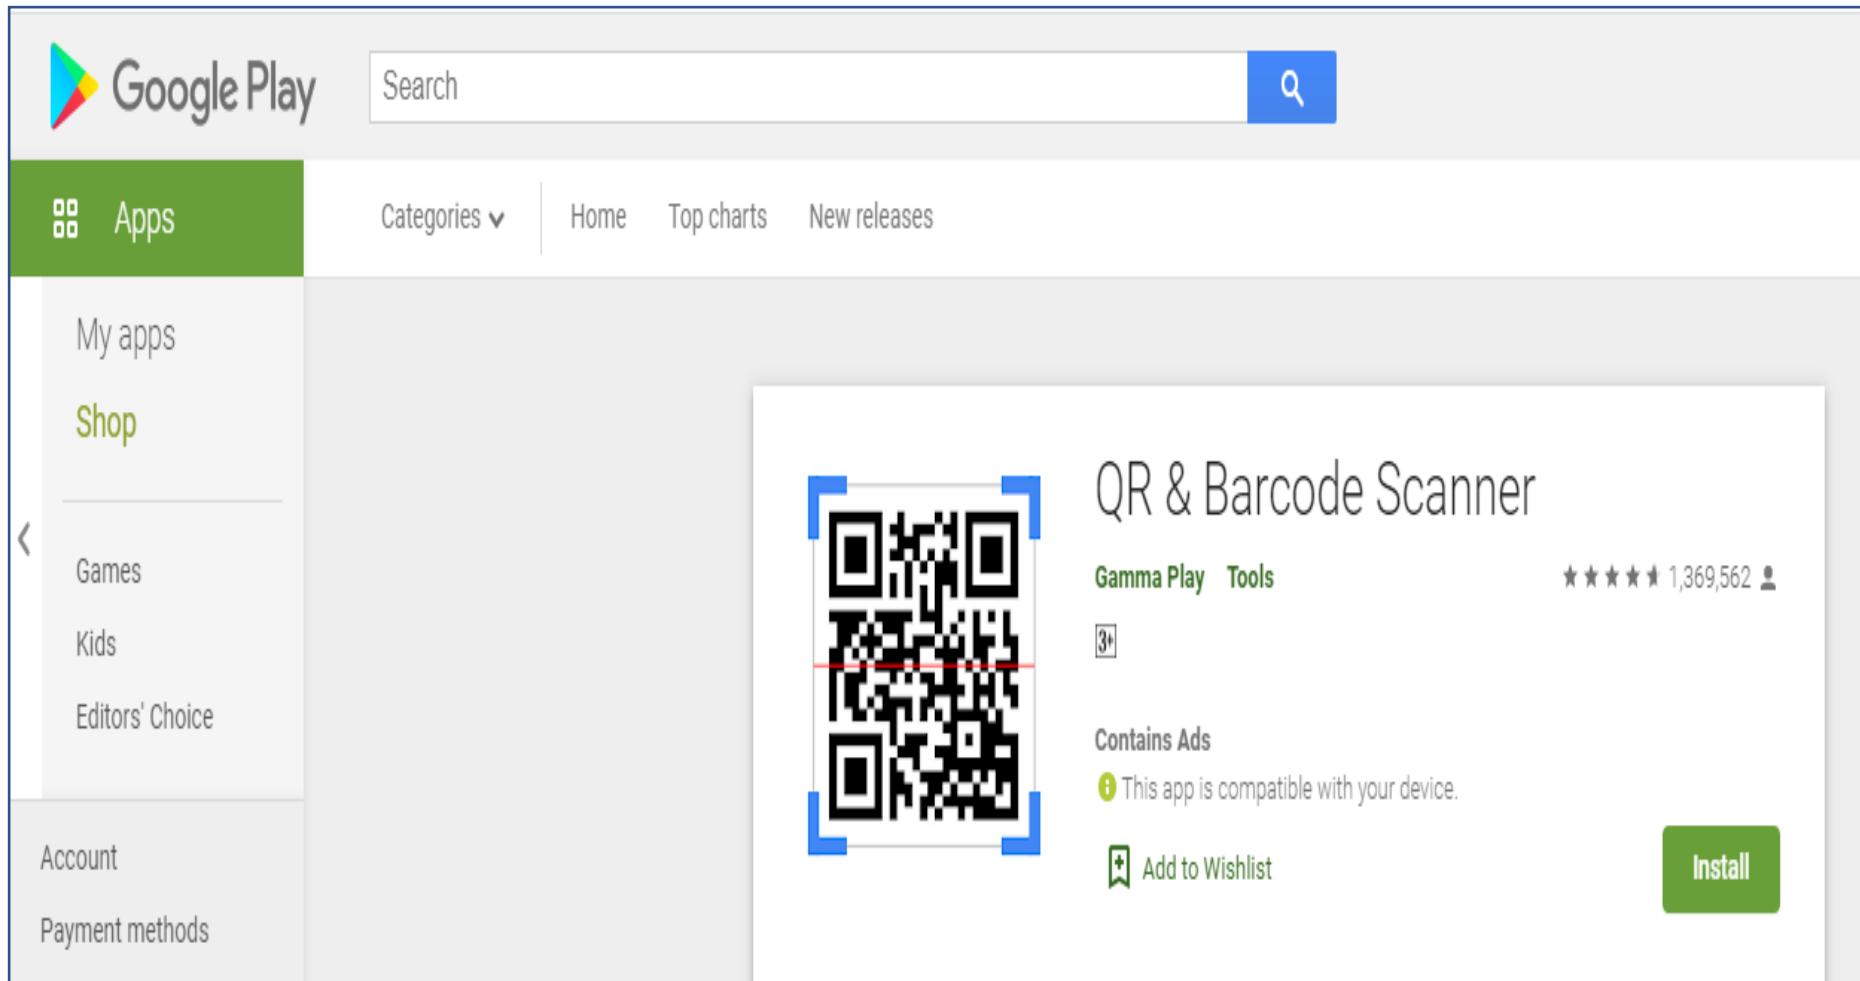 Google Play
Search
Apps
Categories
Home
Top charts
New releases
My apps
Shop
Games
Kids
Editors' Choice
Account
Payment methods
QR & Barcode Scanner
Gamma Play Tools
1,369,562
3+
Contains Ads
This app is compatible with your device.
Add to Wishlist
Install